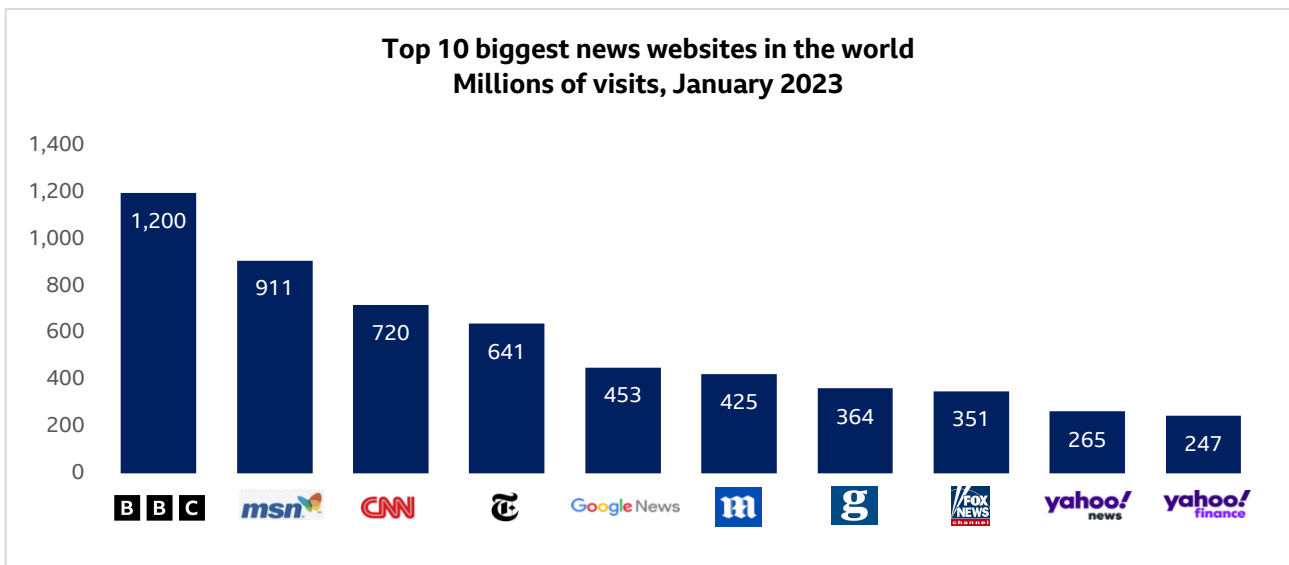 Top 10 biggest news websites in the world
Millions of visits, January 2023
1,400
1,200
1,000
800
600
400
200
0
1,200
911
720
641
453
425
364
351
265
247
BBC
msn
CNN
T
Google News
m
g
FOX
NEWS
channel
yahoo!
news
yahoo!
finance